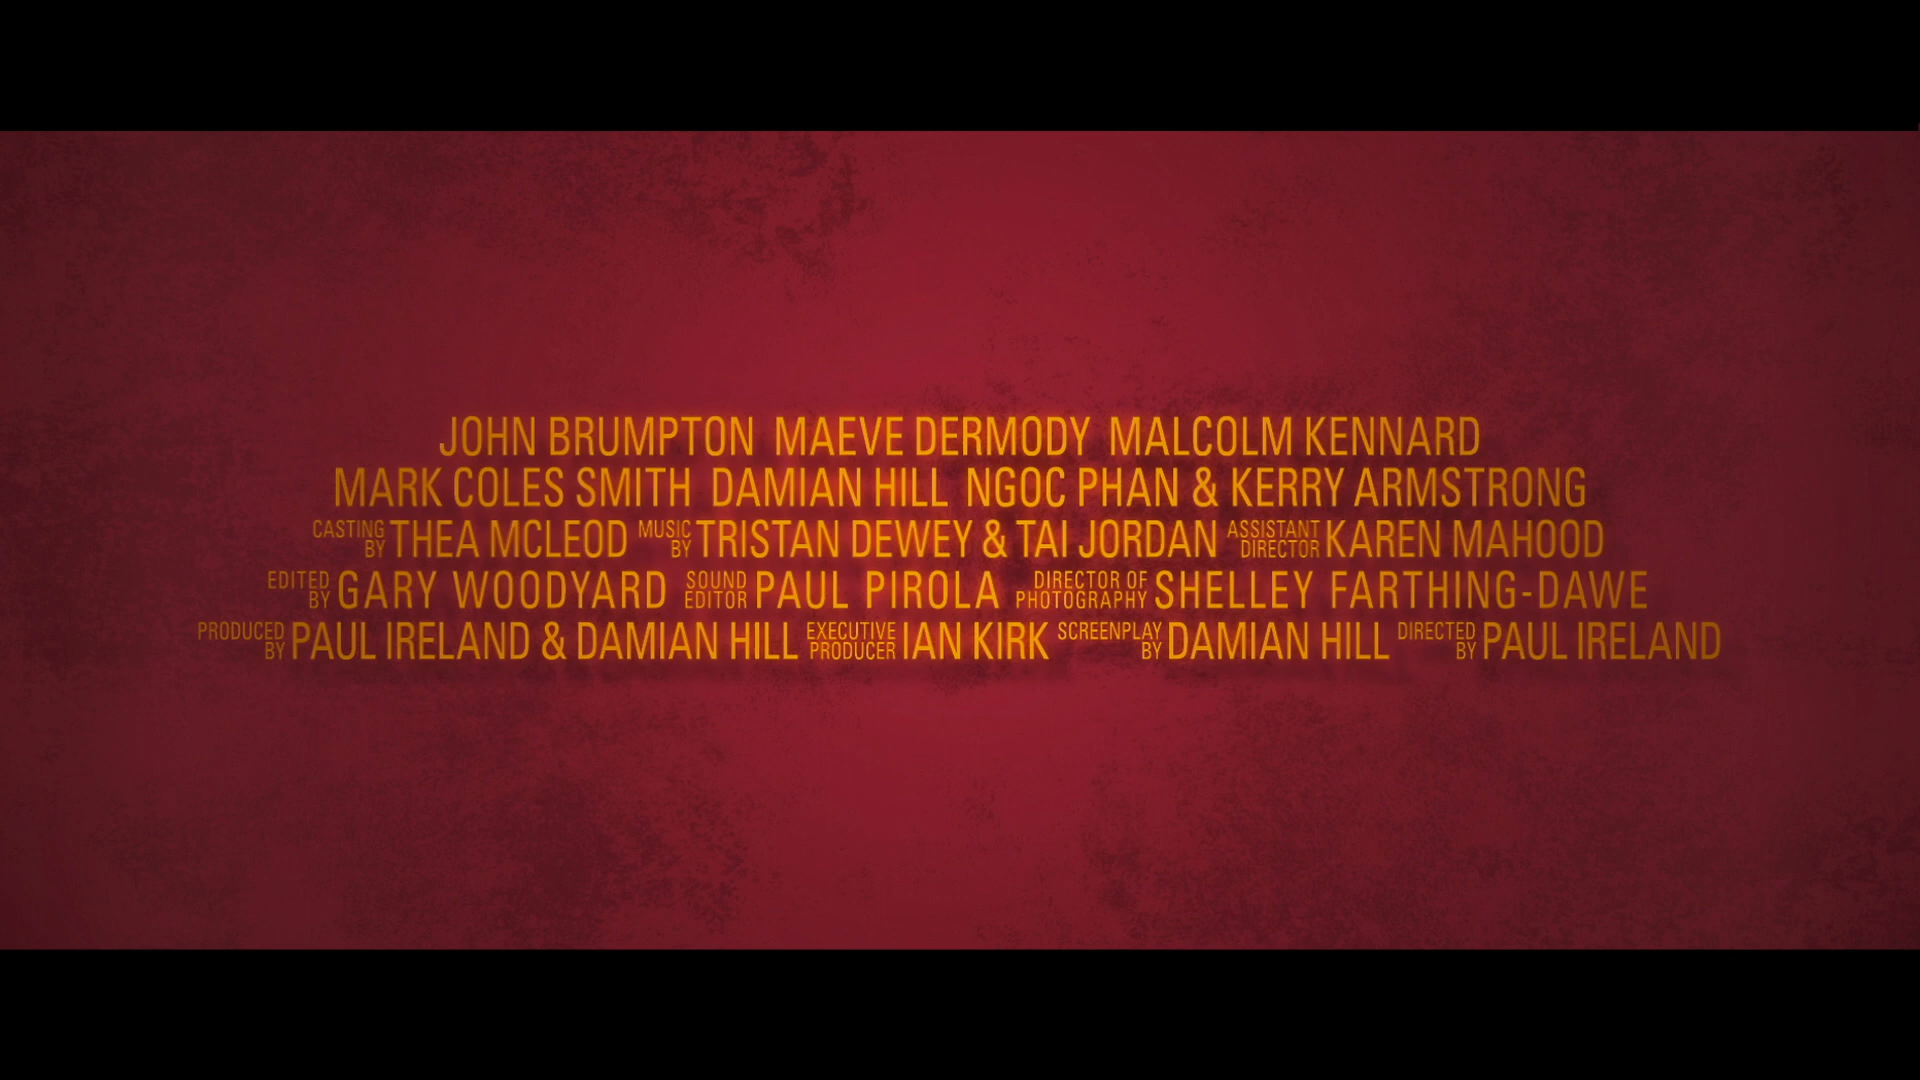 JOHN BRUMPTON MAEVE DERMODY MALCOLM KENNARD
MARK COLES SMITH DAMIAN HILL NGOC PHAN & KERRY ARMSTRONG
CASTING BY THEA MCLEOD MUSIC BY TRISTAN DEWEY & TAI JORDAN ASSISTANT DIRECTOR KAREN MAHOOD
EDITED BY GARY WOODYARD SOUND EDITOR PAUL PIROLA DIRECTOR OF PHOTOGRAPHY SHELLEY FARTHING-DAWE
PRODUCED BY PAUL IRELAND & DAMIAN HILL EXECUTIVE PRODUCER IAN KIRK SCREENPLAY BY DAMIAN HILL DIRECTED BY PAUL IRELAND